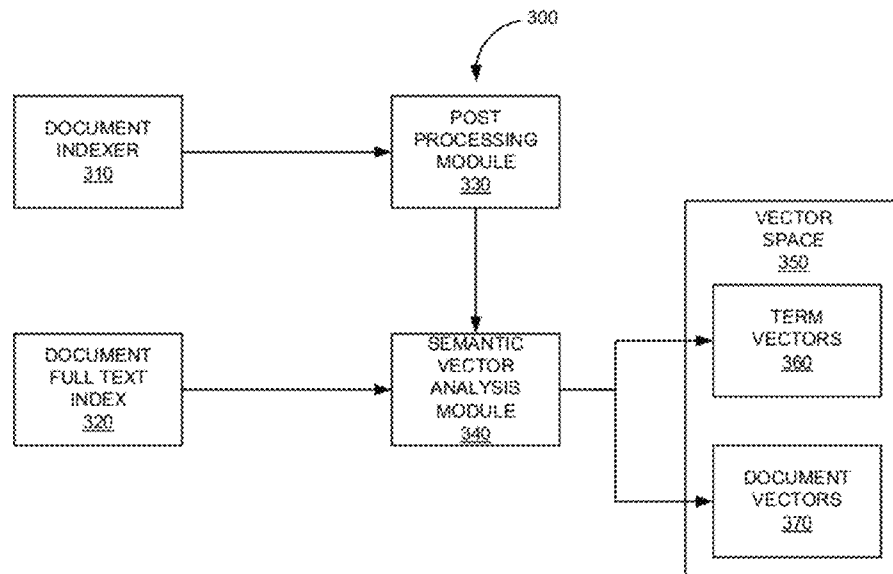 300
DOCUMENT
INDEXER
310
POST
PROCESSING
MODULE
330
VECTOR
SPACE
350
DOCUMENT
FULL TEXT
INDEX
320
SEMANTIC
VECTOR
ANALYSIS
MODULE
340
TERM
VECTORS
360
DOCUMENT
VECTORS
370